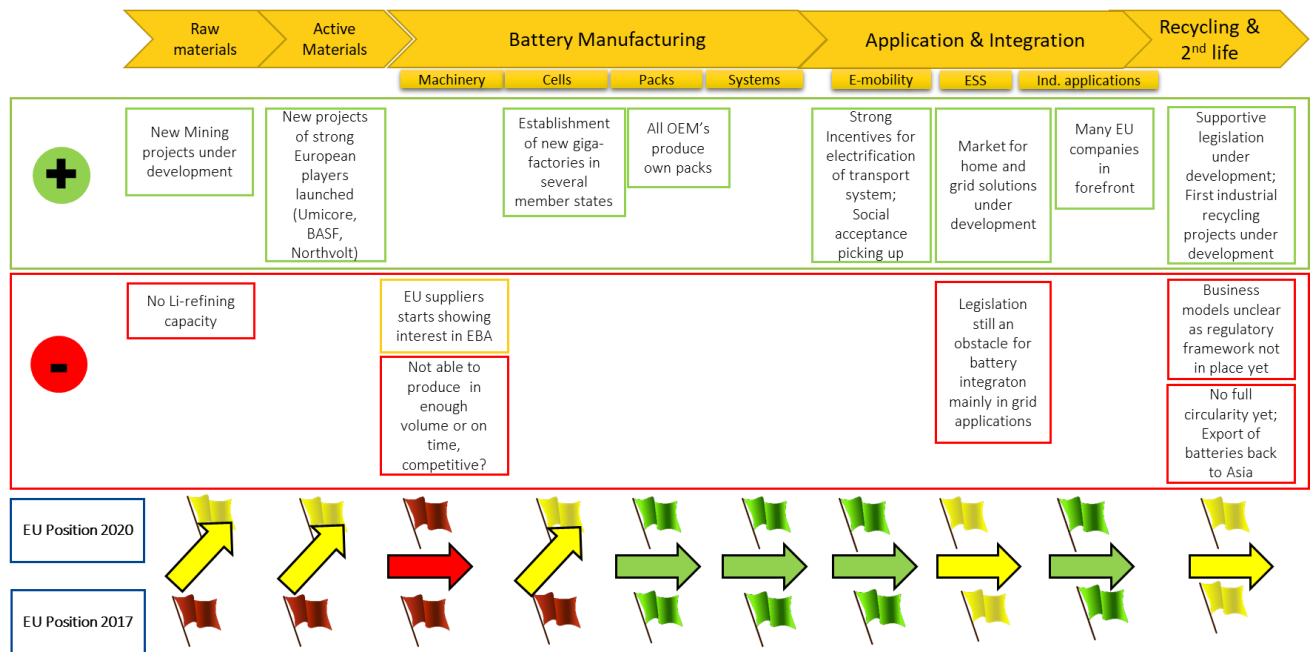 Raw
materials
Active
Materials
Battery Manufacturing
Application & Integration
Recycling &
2nd life
Machinery
Cells
Packs
Systems
E-mobility
ESS
Ind. applications
+
New Mining
projects under
development
New projects
of strong
European
players
launched
(Umicore,
BASF,
Northvolt)
Establishment
of new giga-
factories in
several
member states
All OEM's
produce
own packs
Strong
Incentives for
electrification
of transport
system;
Social
acceptance
picking up
Market for
home and
grid solutions
under
development
Many EU
companies
in
forefront
Supportive
legislation
under
development;
First industrial
recycling
projects under
development
-
No Li-refining
capacity
EU suppliers
starts showing
interest in EBA
Not able to
produce in
enough
volume or on
time,
competitive?
Legislation
still an
obstacle for
battery
integraton
mainly in grid
applications
Business
models unclear
as regulatory
framework not
in place yet
No full
circularity yet;
Export of
batteries back
to Asia
EU Position 2020
EU Position 2017